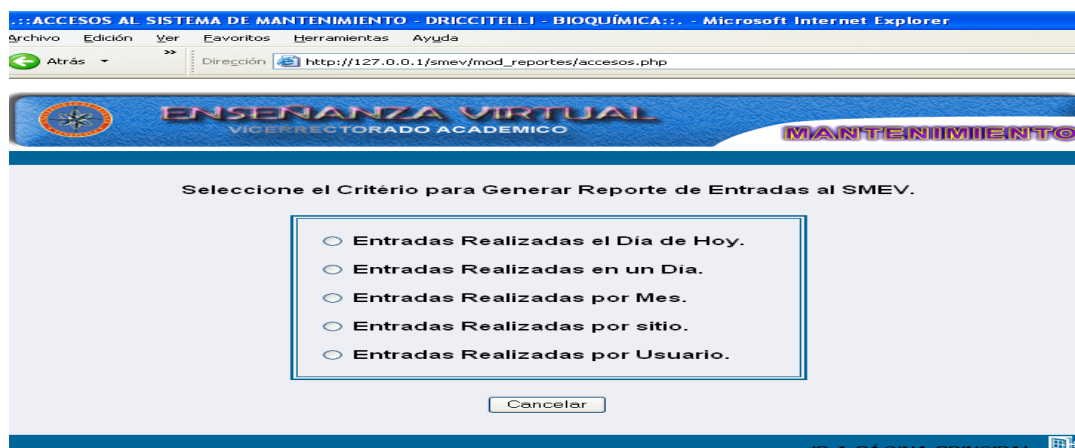 .::ACCESOS AL SISTEMA DE MANTENIMIENTO - DRICCITELLI - BIOQUÍMICA::. - Microsoft Internet Explorer
Archivo Edición Ver Favoritos Herramientas Ayuda
Atrás » Dirección http://127.0.0.1/smev/mod_reportes/accesos.php
ENSEÑANZA VIRTUAL
VICERRECTORADO ACADEMICO
MANTENIMIENTO
Seleccione el Critério para Generar Reporte de Entradas al SMEV.
Entradas Realizadas el Día de Hoy.
Entradas Realizadas en un Día.
Entradas Realizadas por Mes.
Entradas Realizadas por sitio.
Entradas Realizadas por Usuario.
Cancelar
IR A PÁGINA PRINCIPAL